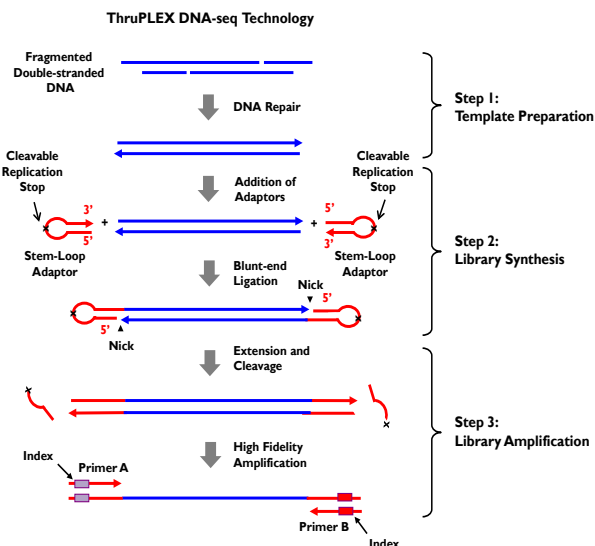 ThruPLEX DNA-seq Technology
Fragmented
Double-stranded
DNA
DNA Repair
Step 1:
Template Preparation
Cleavable
Replication
Stop
Addition of
Adaptors
Cleavable
Replication
Stop
3'
5'
+
+
5'
3'
Stem-Loop
Adaptor
Stem-Loop
Adaptor
Step 2:
Library Synthesis
Blunt-end
Ligation
Nick
5'
5'
Nick
Extension and
Cleavage
Step 3:
Library Amplification
High Fidelity
Amplification
Index
Primer A
Primer B
Index